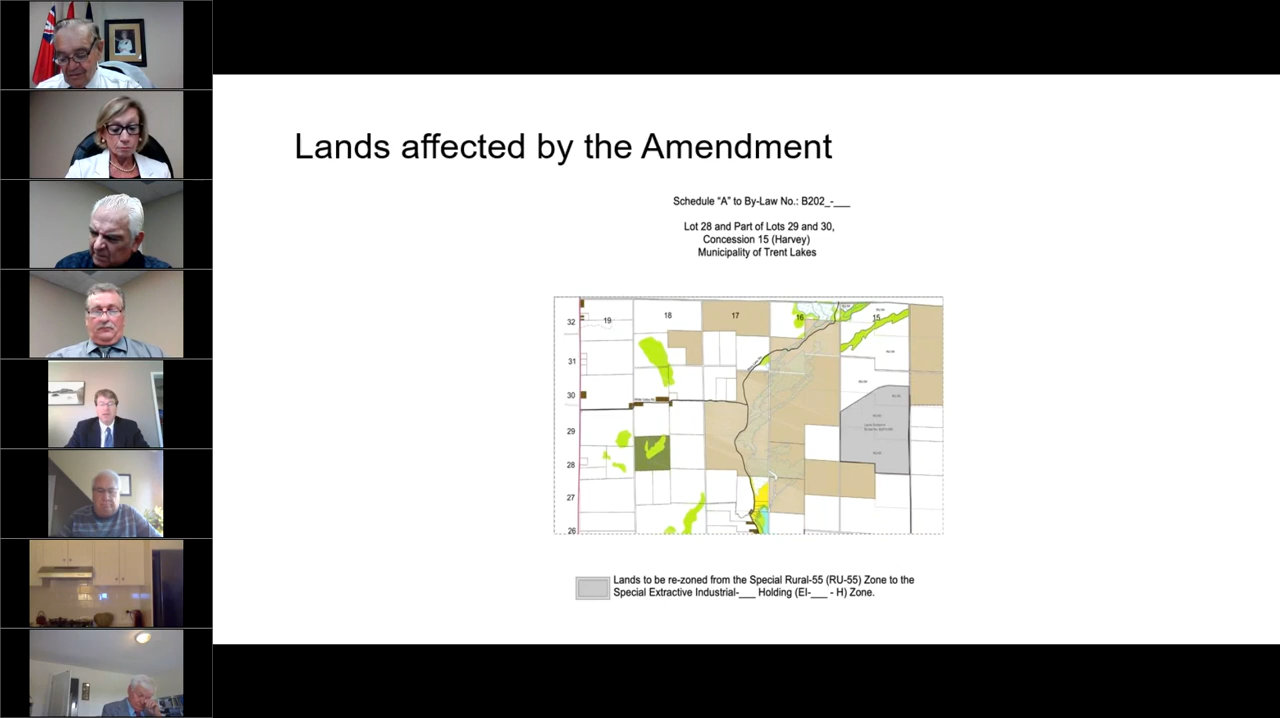 Lands affected by the Amendment
Schedule “A” to By-Law No.: B202_-___
Lot 28 and Part of Lots 29 and 30,
Concession 15 (Harvey)
Municipality of Trent Lakes
32
19
18
17
16
15
31
30
29
28
27
26
Lands to be re-zoned from the Special Rural-55 (RU-55) Zone to the
Special Extractive Industrial-___ Holding (EI-___ - H) Zone.